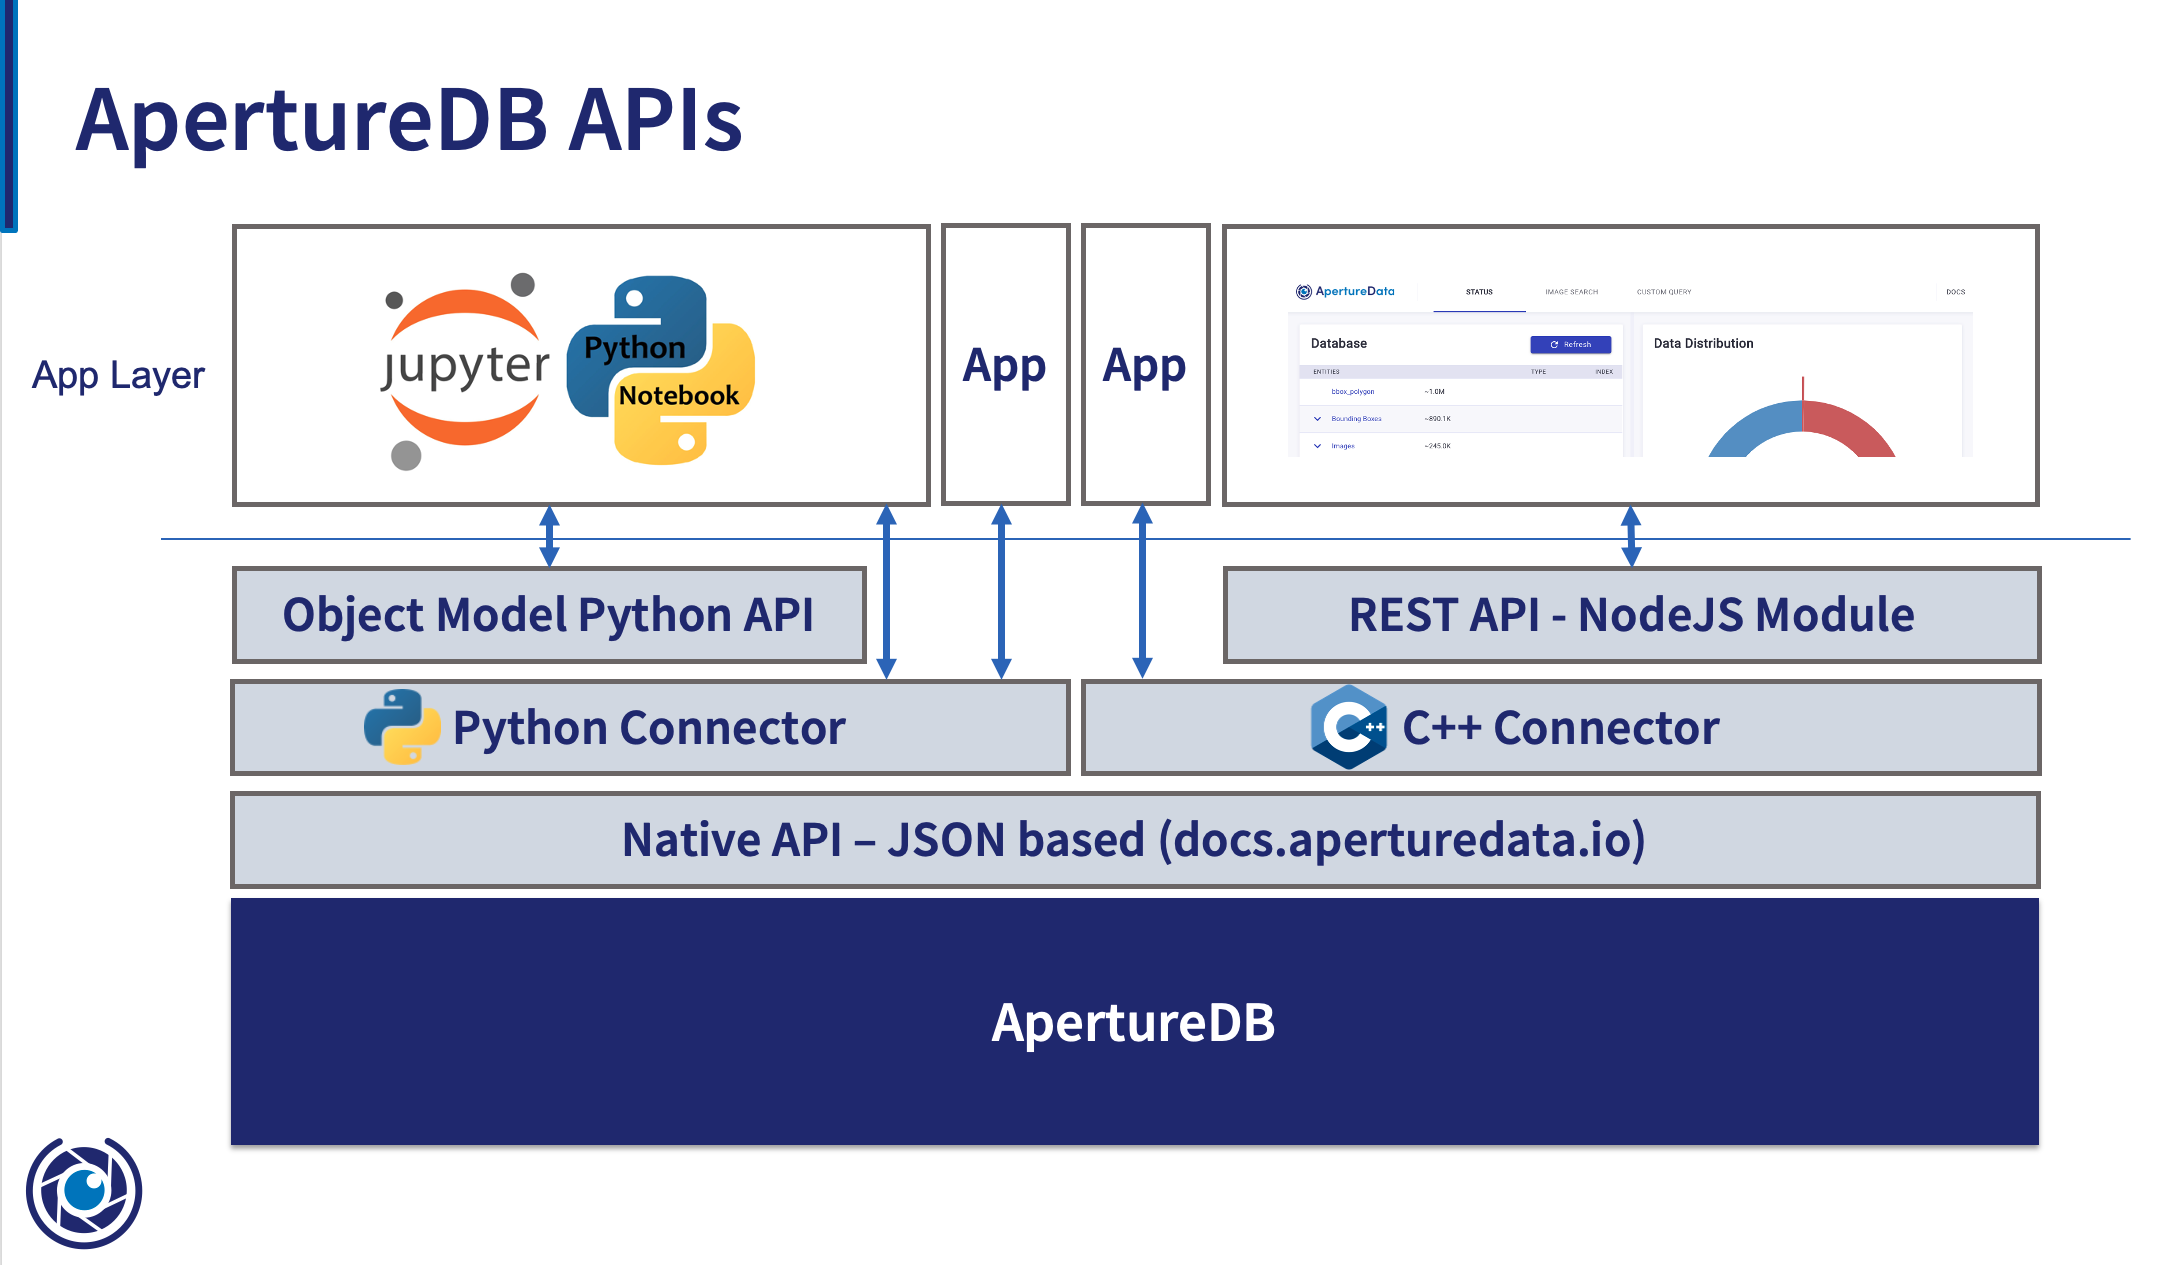 ApertureDB APIs
App Layer
jupyter
Python
Notebook
App
App
ApertureData
STATUS
IMAGE SEARCH
CUSTOM QUERY
DOCS
Database
Refresh
Data Distribution
ENTITIES
TYPE
INDEX
bbox_polygon
~1.0M
Bounding Boxes
~890.1K
Images
~245.0K
Object Model Python API
REST API - NodeJS Module
Python Connector
C++
C++ Connector
Native API – JSON based (docs.aperturedata.io)
ApertureDB